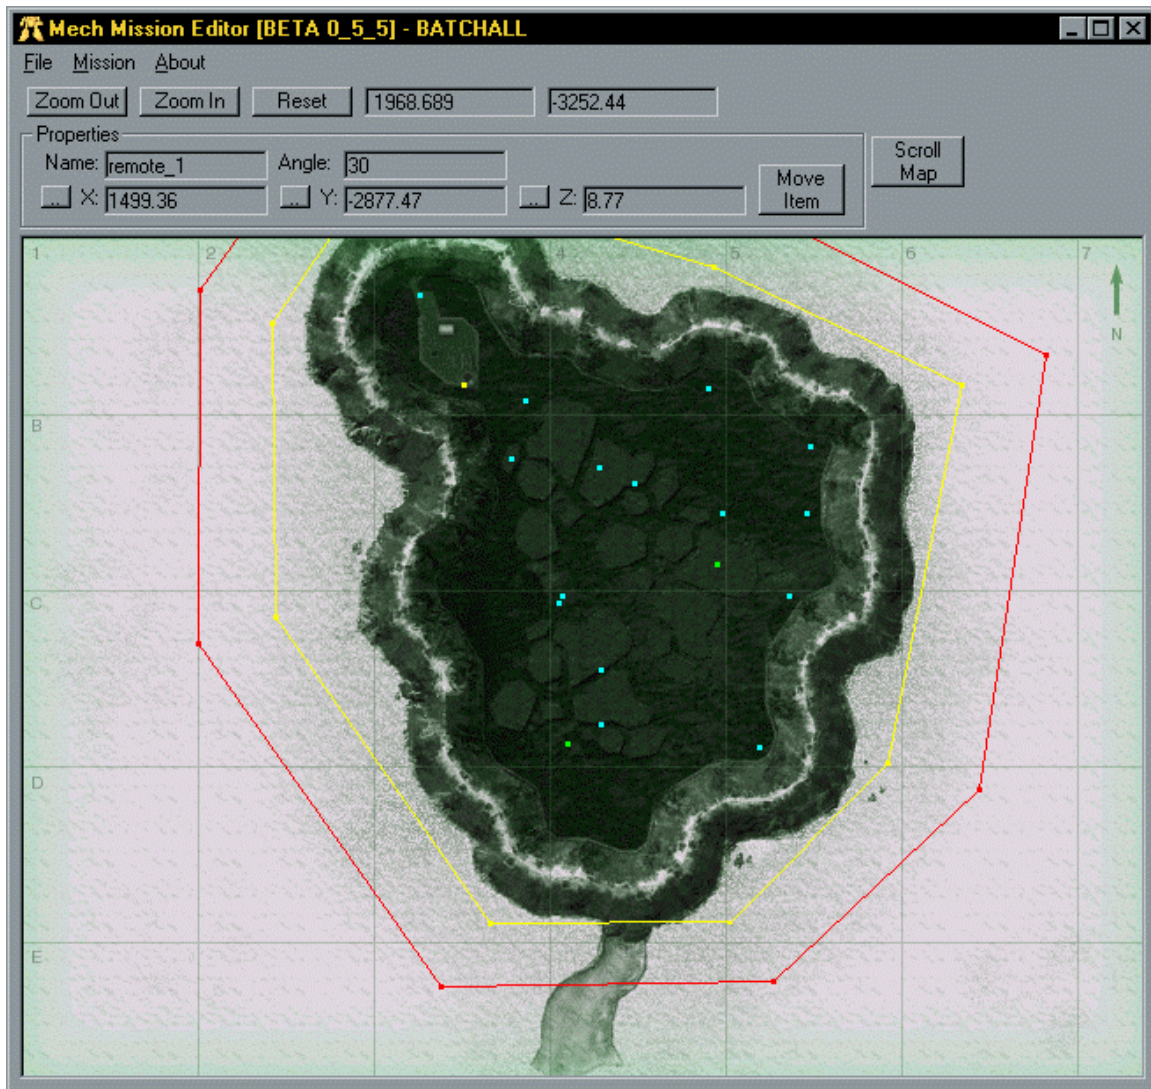 Mech Mission Editor [BETA 0_5_5] - BATCHALL
File Mission About
Zoom Out Zoom In Reset 1968.689 -3252.44
Properties
Name: remote_1 Angle: 30
... X: 1499.36 ... Y: -2877.47 ... Z: 8.77
Move
Item
Scroll
Map
1 2 4 5 6 7
N
B
C
D
E